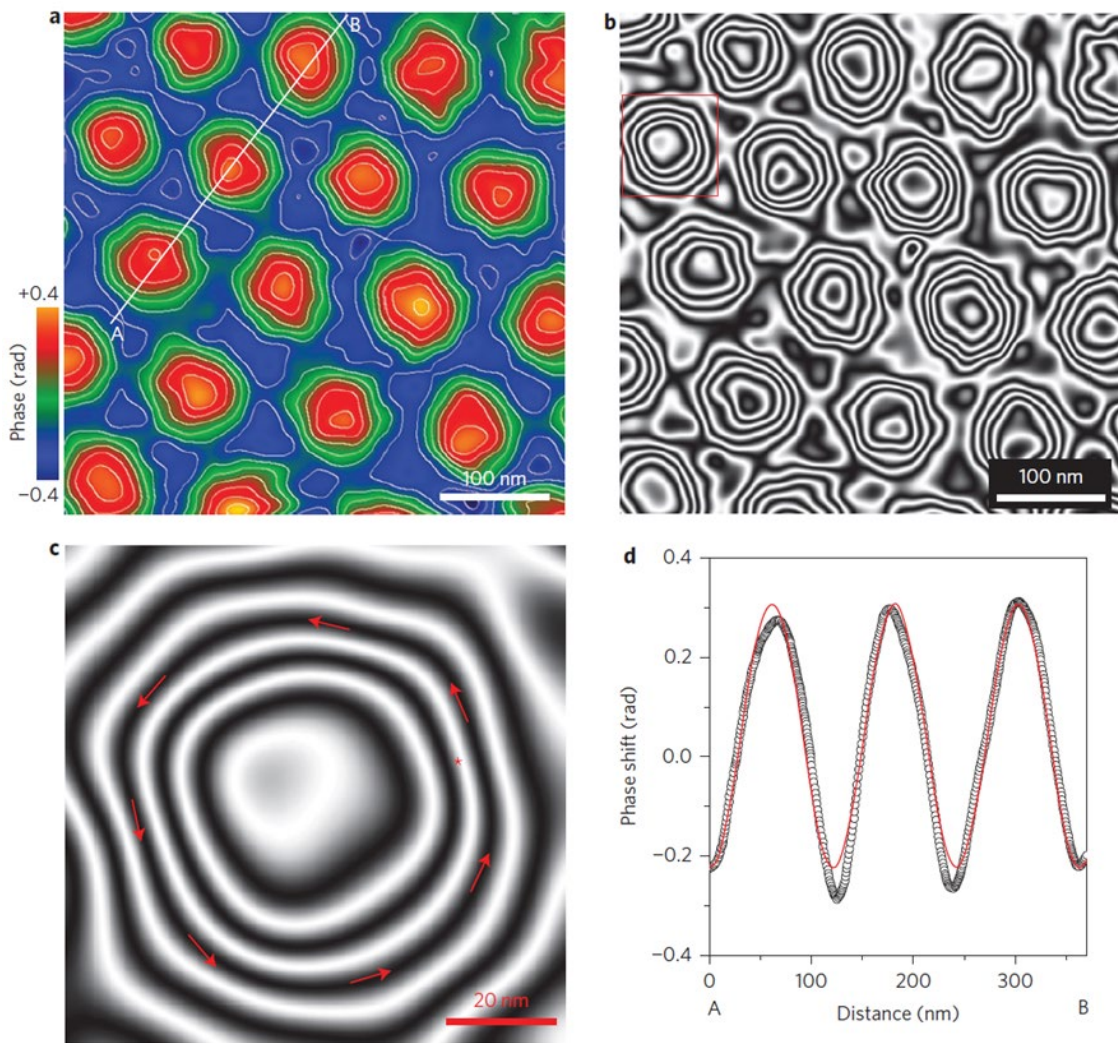 a
B
A
+0.4
Phase (rad)
−0.4
100 nm
b
100 nm
c
*
20 nm
d
0.4
0.2
0.0
−0.2
−0.4
Phase shift (rad)
0
100
200
300
A
Distance (nm)
B